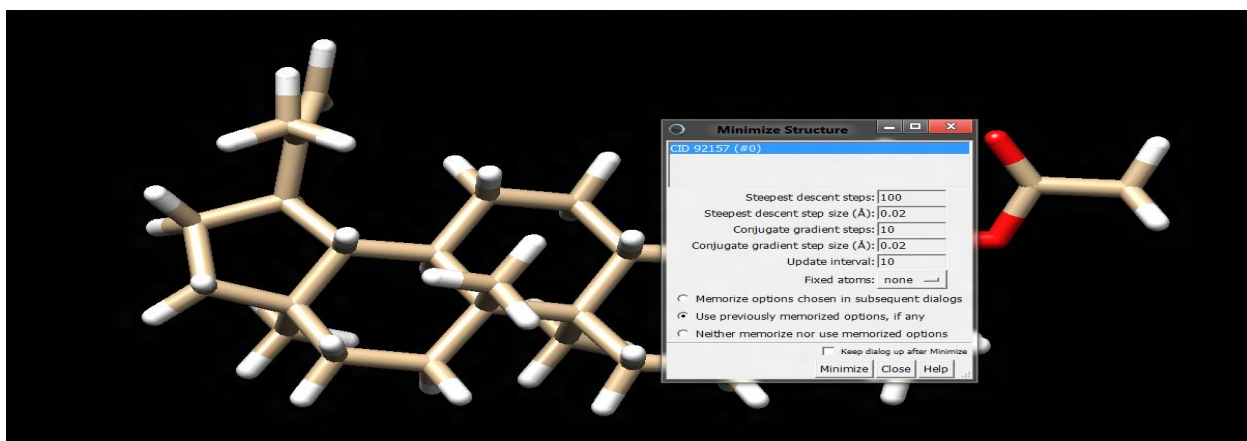 Minimize Structure
CID 92157 (#0)
Steepest descent steps: 100
Steepest descent step size (Å): 0.02
Conjugate gradient steps: 10
Conjugate gradient step size (Å): 0.02
Update interval: 10
Fixed atoms: none
Memorize options chosen in subsequent dialogs
Use previously memorized options, if any
Neither memorize nor use memorized options
Keep dialog up after Minimize
Minimize Close Help